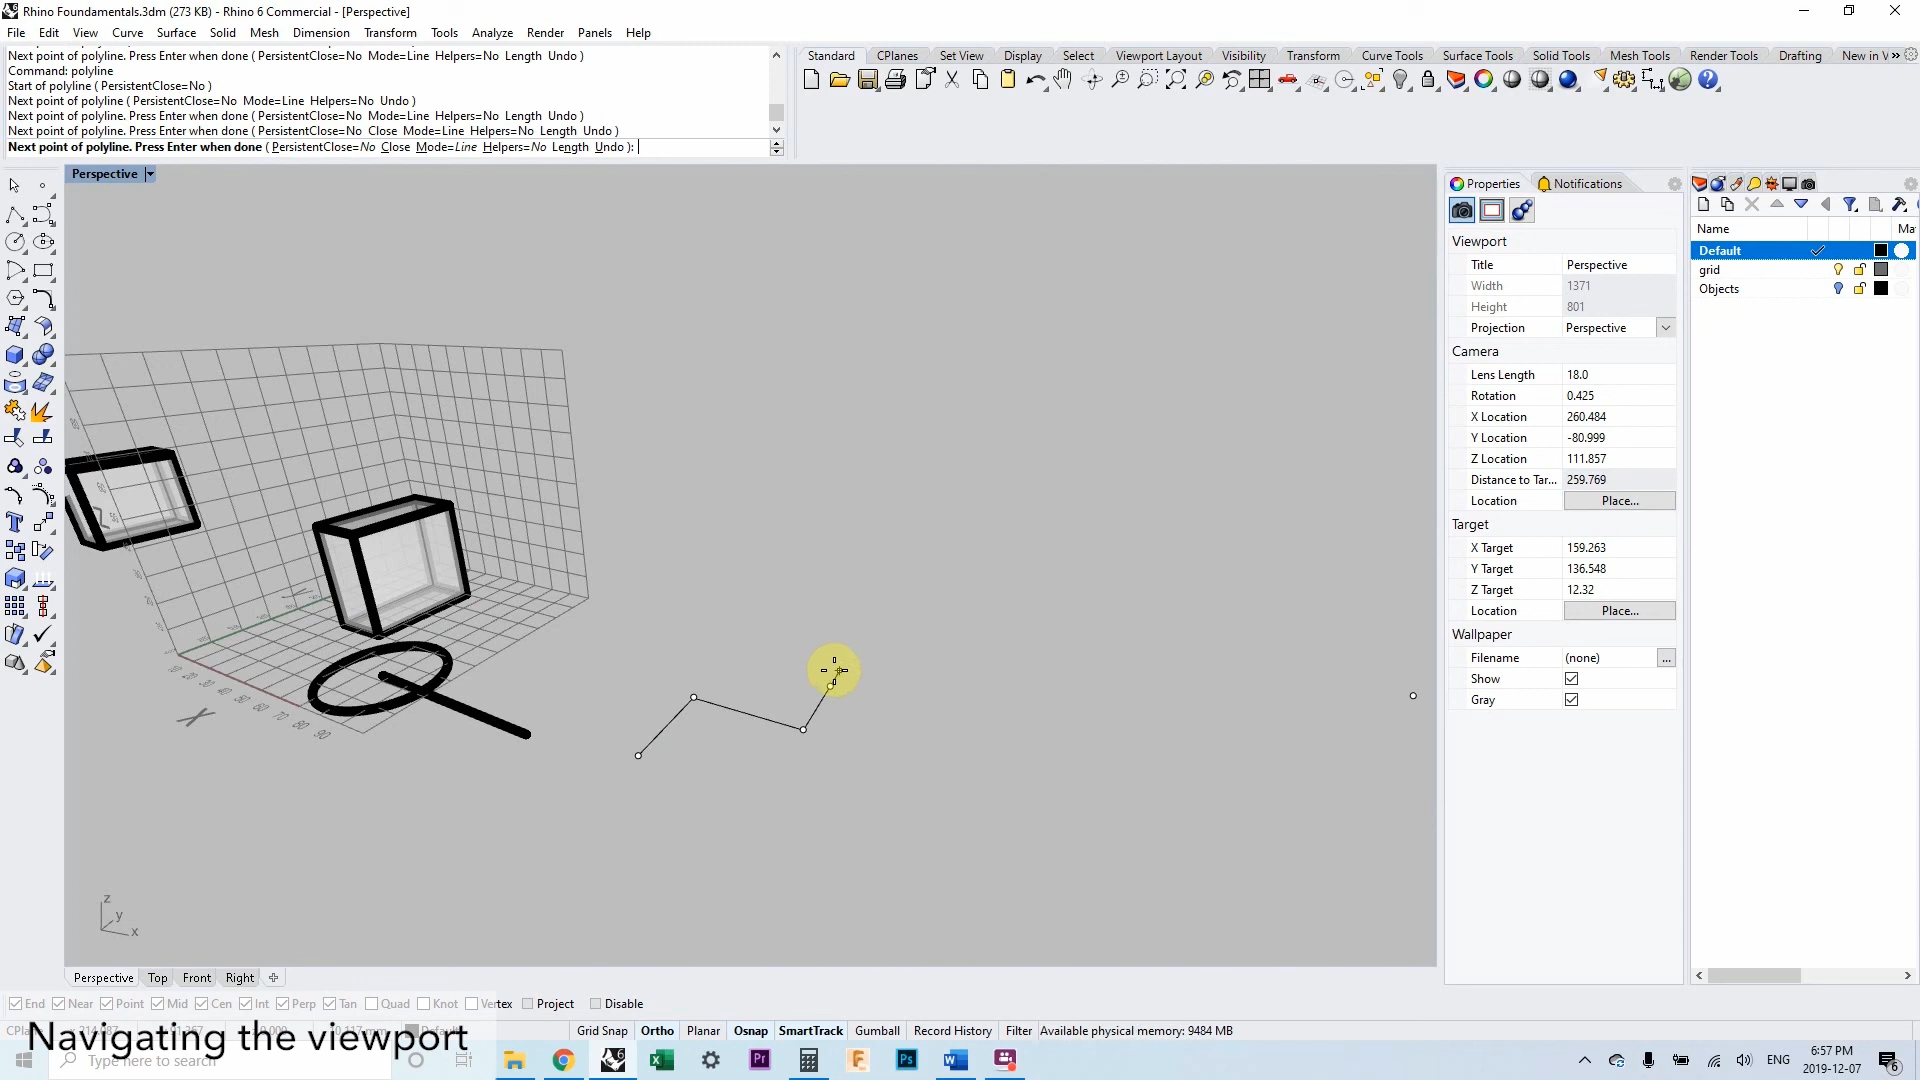 Rhino Foundamentals.3dm (273 KB) - Rhino 6 Commercial - [Perspective]
File Edit View Curve Surface Solid Mesh Dimension Transform Tools Analyze Render Panels Help
Next point of polyline. Press Enter when done ( PersistentClose=No Mode=Line Helpers=No Length Undo )
Command: polyline
Start of polyline ( PersistentClose=No )
Next point of polyline ( PersistentClose=No Mode=Line Helpers=No Undo )
Next point of polyline. Press Enter when done ( PersistentClose=No Mode=Line Helpers=No Length Undo )
Next point of polyline. Press Enter when done ( PersistentClose=No Close Mode=Line Helpers=No Length Undo )
Next point of polyline. Press Enter when done ( PersistentClose=No Close Mode=Line Helpers=No Length Undo ):
Standard CPlanes Set View Display Select Viewport Layout Visibility Transform Curve Tools Surface Tools Solid Tools Mesh Tools Render Tools Drafting New in V »
Perspective
Properties Notifications
Viewport
Title Perspective
Width 1371
Height 801
Projection Perspective
Camera
Lens Length 18.0
Rotation 0.425
X Location 260.484
Y Location -80.999
Z Location 111.857
Distance to Tar... 259.769
Location Place...
Target
X Target 159.263
Y Target 136.548
Z Target 12.32
Location Place...
Wallpaper
Filename (none) ...
Show
Gray
Name Ma
Default
grid
Objects
10 20 30 40 50 60 70 80 90
X
z
y
x
Perspective Top Front Right
End Near Point Mid Cen Int Perp Tan Quad Knot Vertex Project Disable
Grid Snap Ortho Planar Osnap SmartTrack Gumball Record History Filter Available physical memory: 9484 MB
Navigating the viewport
Type here to search
ENG
6:57 PM
2019-12-07
6